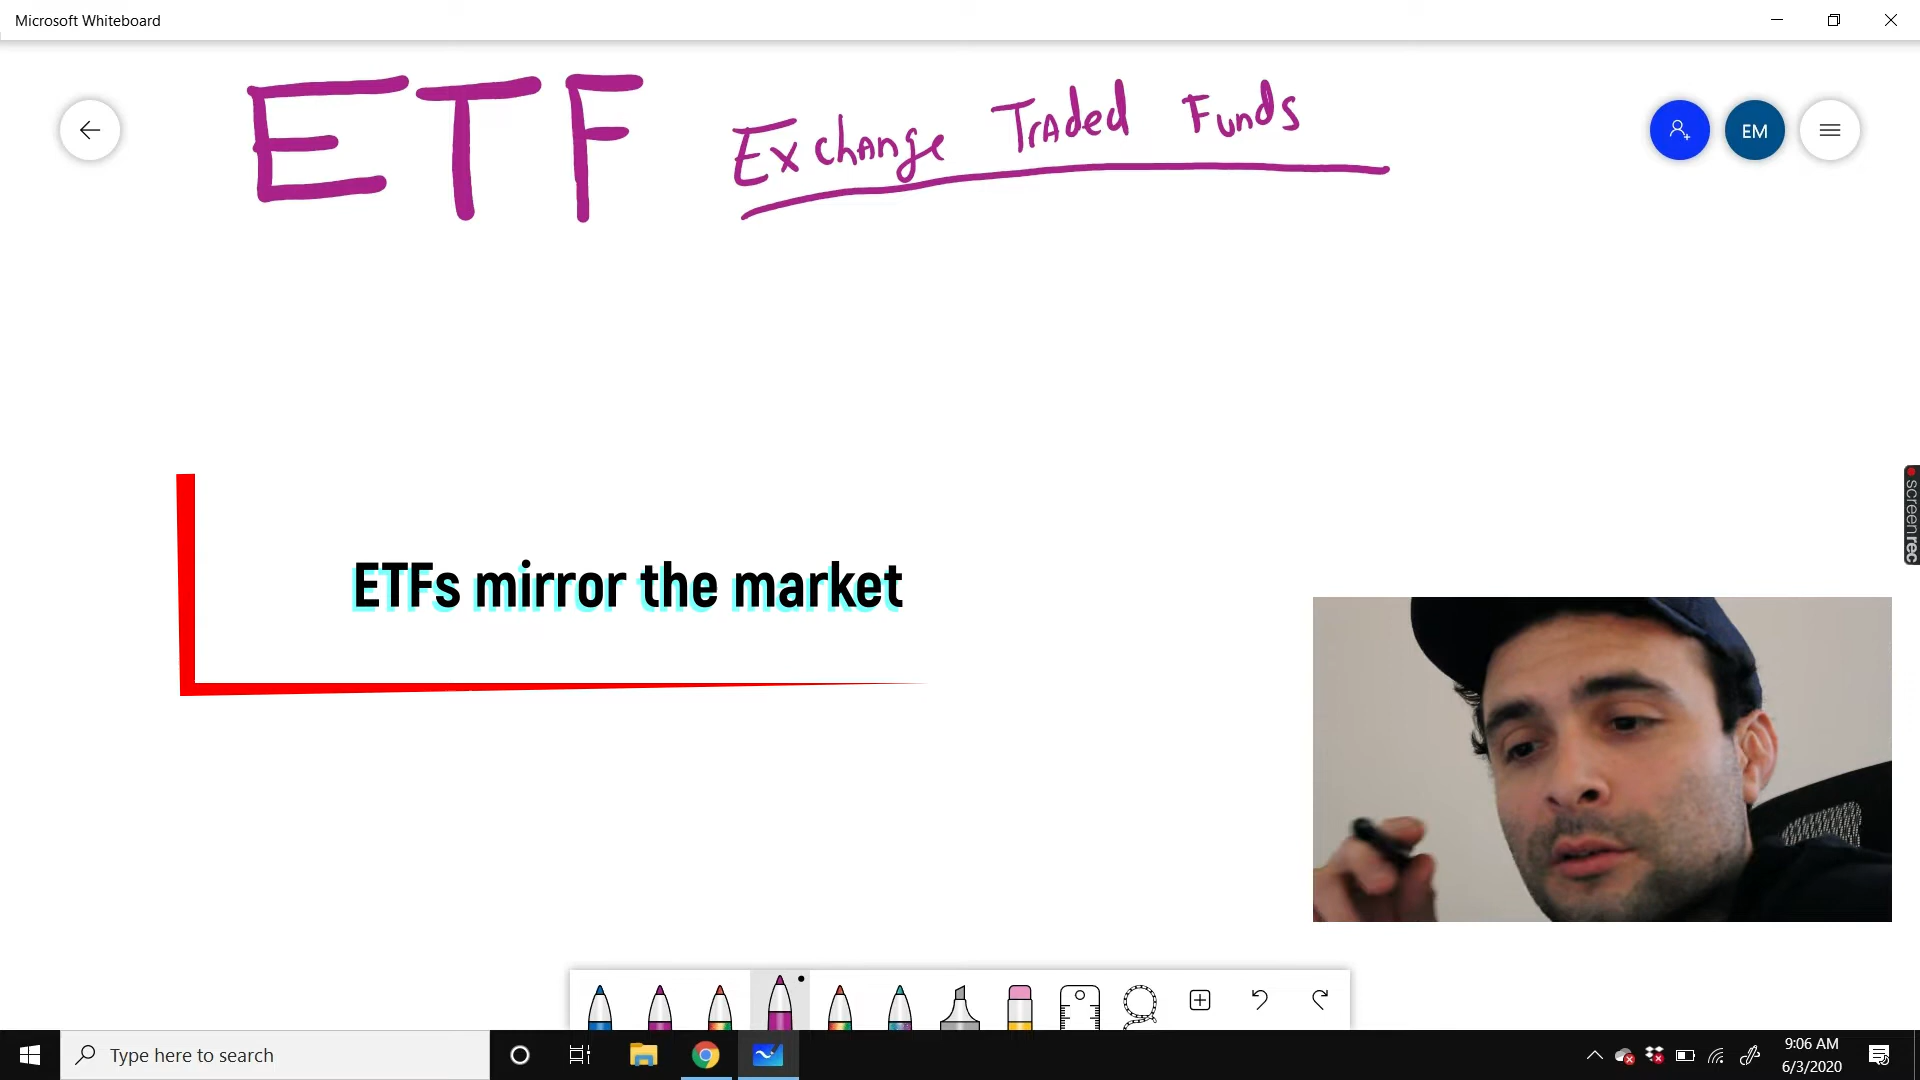 Microsoft Whiteboard
ETF Exchange Traded Funds
EM
screenrec
ETFs mirror the market
Type here to search
9:06 AM
6/3/2020